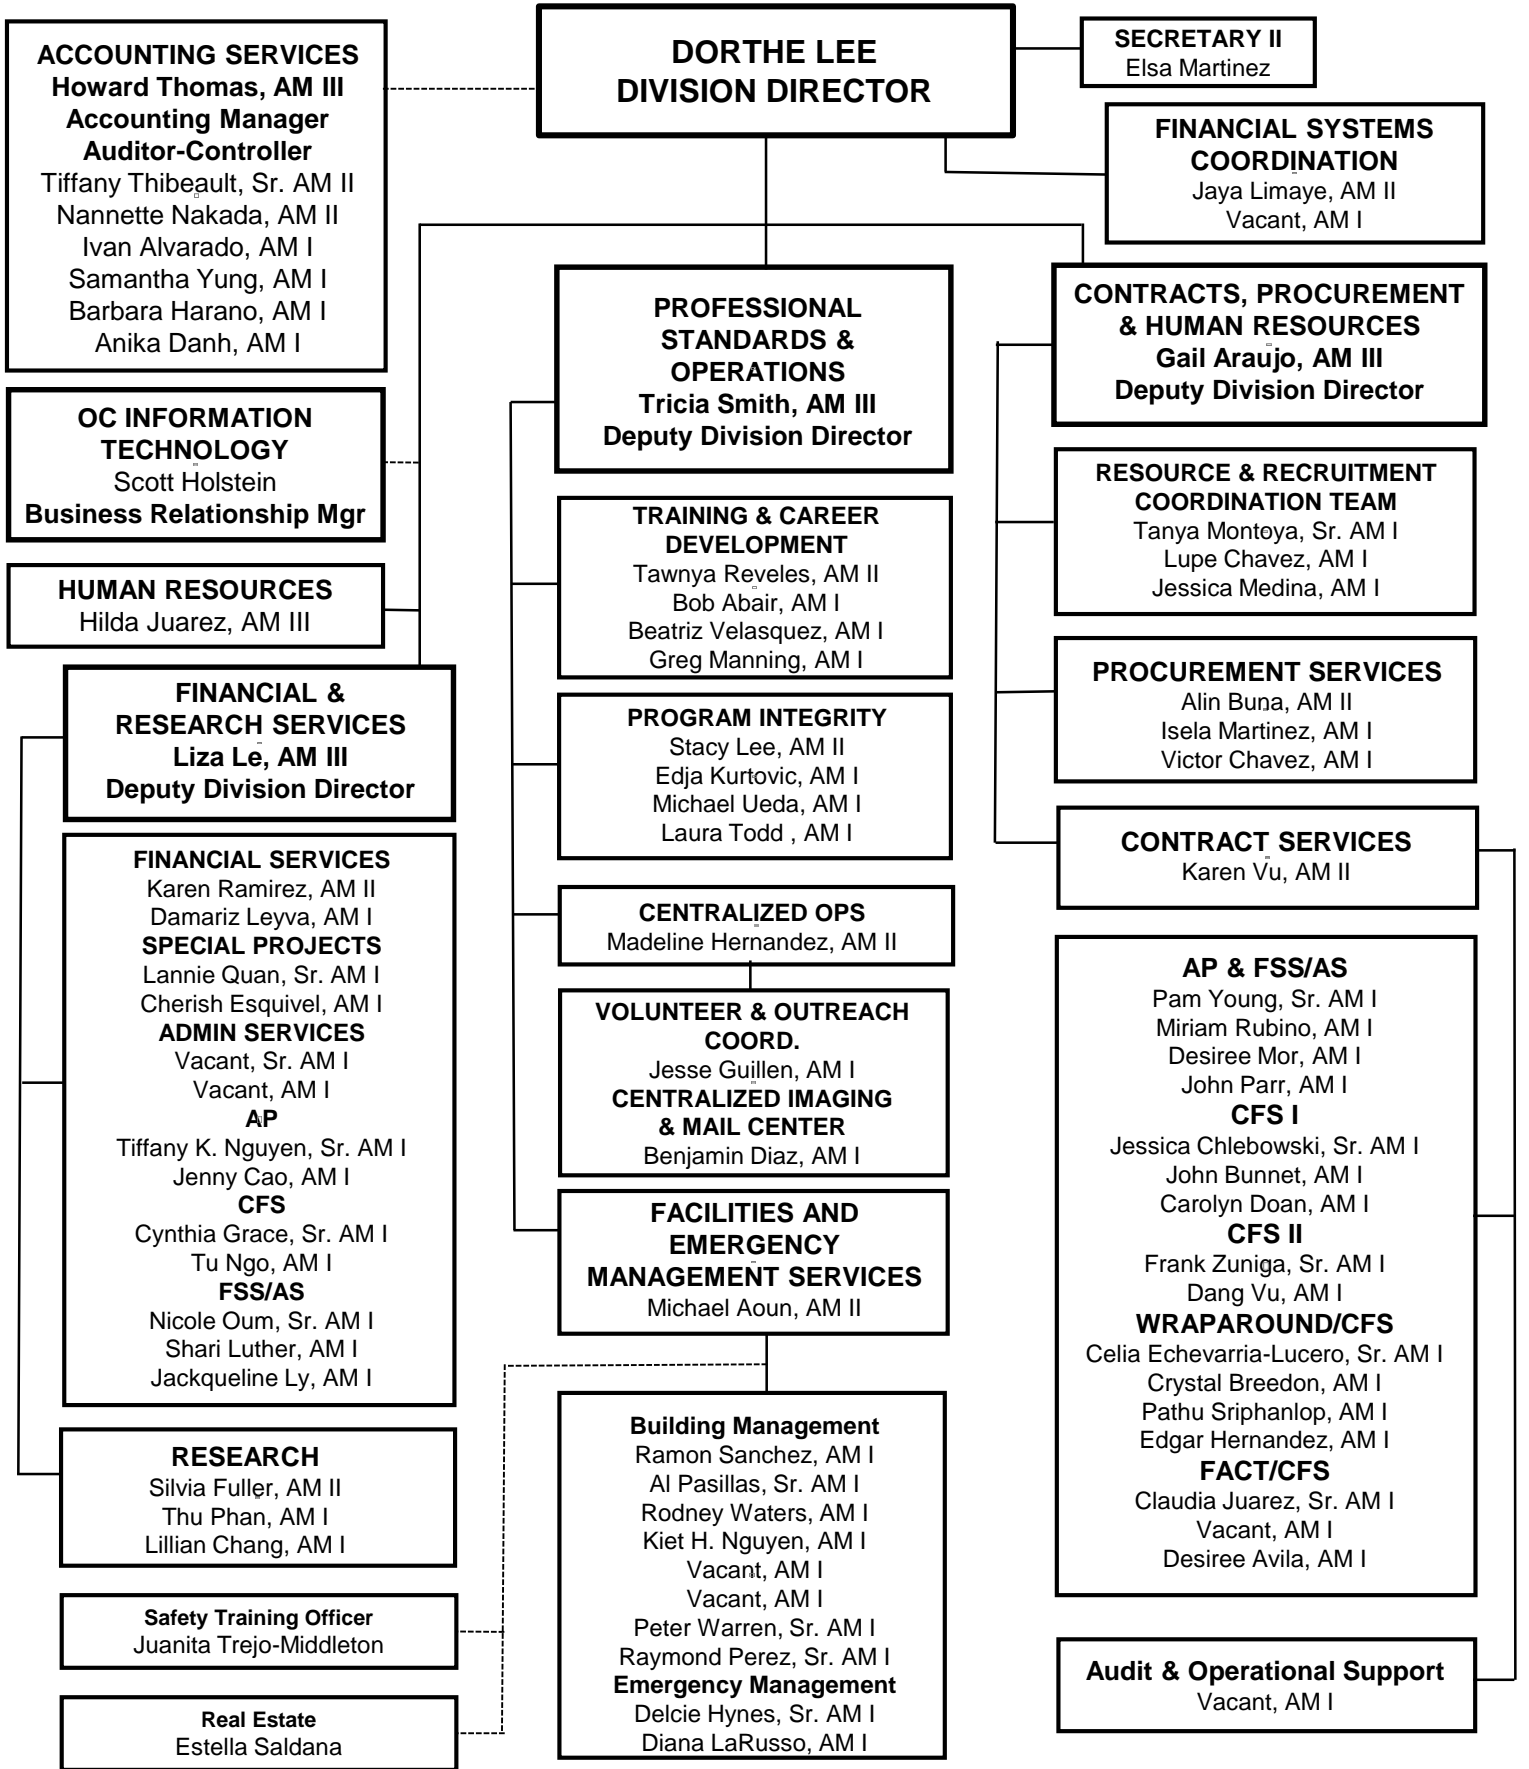 DORTHE LEE
DIVISION DIRECTOR
SECRETARY II
Elsa Martinez
ACCOUNTING SERVICES
Howard Thomas, AM III
Accounting Manager
Auditor-Controller
Tiffany Thibeault, Sr. AM II
Nannette Nakada, AM II
Ivan Alvarado, AM I
Samantha Yung, AM I
Barbara Harano, AM I
Anika Danh, AM I
FINANCIAL SYSTEMS
COORDINATION
Jaya Limaye, AM II
Vacant, AM I
OC INFORMATION
TECHNOLOGY
Scott Holstein
Business Relationship Mgr
HUMAN RESOURCES
Hilda Juarez, AM III
FINANCIAL &
RESEARCH SERVICES
Liza Le, AM III
Deputy Division Director
FINANCIAL SERVICES
Karen Ramirez, AM II
Damariz Leyva, AM I
SPECIAL PROJECTS
Lannie Quan, Sr. AM I
Cherish Esquivel, AM I
ADMIN SERVICES
Vacant, Sr. AM I
Vacant, AM I
AP
Tiffany K. Nguyen, Sr. AM I
Jenny Cao, AM I
CFS
Cynthia Grace, Sr. AM I
Tu Ngo, AM I
FSS/AS
Nicole Oum, Sr. AM I
Shari Luther, AM I
Jackqueline Ly, AM I
RESEARCH
Silvia Fuller, AM II
Thu Phan, AM I
Lillian Chang, AM I
Safety Training Officer
Juanita Trejo-Middleton
Real Estate
Estella Saldana
PROFESSIONAL
STANDARDS &
OPERATIONS
Tricia Smith, AM III
Deputy Division Director
TRAINING & CAREER
DEVELOPMENT
Tawnya Reveles, AM II
Bob Abair, AM I
Beatriz Velasquez, AM I
Greg Manning, AM I
PROGRAM INTEGRITY
Stacy Lee, AM II
Edja Kurtovic, AM I
Michael Ueda, AM I
Laura Todd , AM I
CENTRALIZED OPS
Madeline Hernandez, AM II
VOLUNTEER & OUTREACH
COORD.
Jesse Guillen, AM I
CENTRALIZED IMAGING
& MAIL CENTER
Benjamin Diaz, AM I
FACILITIES AND
EMERGENCY
MANAGEMENT SERVICES
Michael Aoun, AM II
Building Management
Ramon Sanchez, AM I
Al Pasillas, Sr. AM I
Rodney Waters, AM I
Kiet H. Nguyen, AM I
Vacant, AM I
Vacant, AM I
Peter Warren, Sr. AM I
Raymond Perez, Sr. AM I
Emergency Management
Delcie Hynes, Sr. AM I
Diana LaRusso, AM I
CONTRACTS, PROCUREMENT
& HUMAN RESOURCES
Gail Araujo, AM III
Deputy Division Director
RESOURCE & RECRUITMENT
COORDINATION TEAM
Tanya Montoya, Sr. AM I
Lupe Chavez, AM I
Jessica Medina, AM I
PROCUREMENT SERVICES
Alin Buna, AM II
Isela Martinez, AM I
Victor Chavez, AM I
CONTRACT SERVICES
Karen Vu, AM II
AP & FSS/AS
Pam Young, Sr. AM I
Miriam Rubino, AM I
Desiree Mor, AM I
John Parr, AM I
CFS I
Jessica Chlebowski, Sr. AM I
John Bunnet, AM I
Carolyn Doan, AM I
CFS II
Frank Zuniga, Sr. AM I
Dang Vu, AM I
WRAPAROUND/CFS
Celia Echevarria-Lucero, Sr. AM I
Crystal Breedon, AM I
Pathu Sriphanlop, AM I
Edgar Hernandez, AM I
FACT/CFS
Claudia Juarez, Sr. AM I
Vacant, AM I
Desiree Avila, AM I
Audit & Operational Support
Vacant, AM I